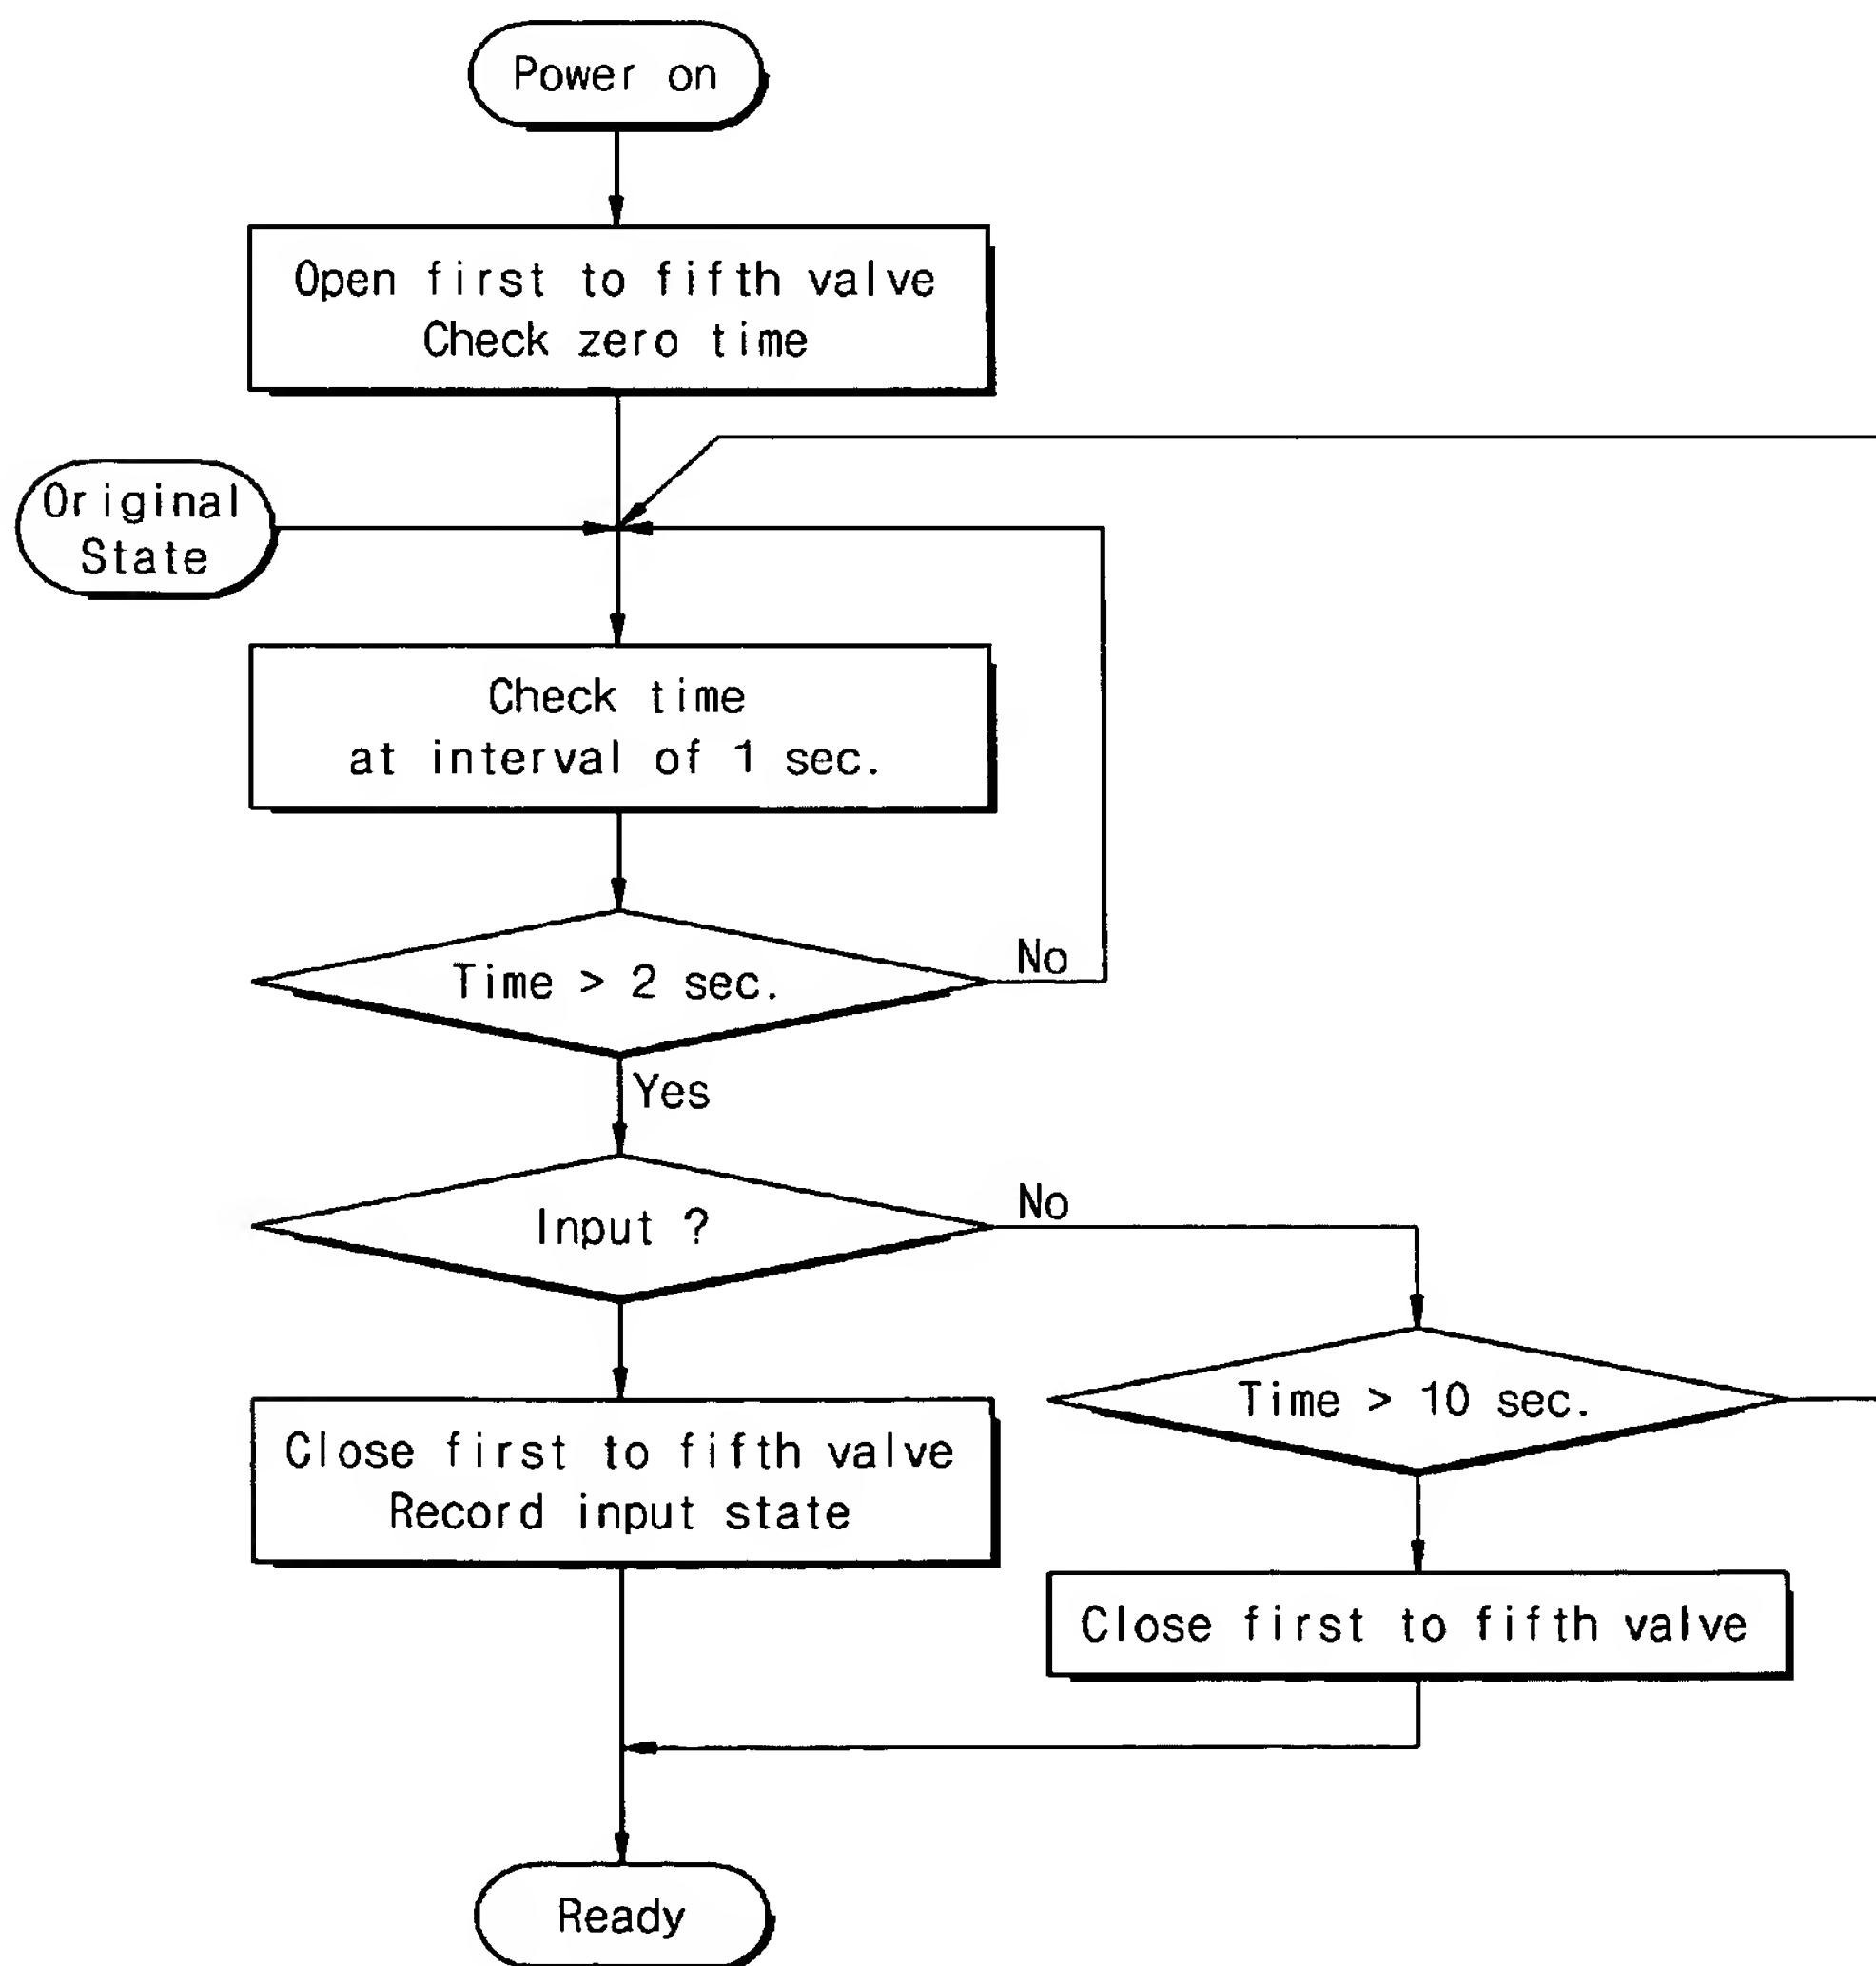 Power on
Open first to fifth valve
Check zero time
Original
State
Check time
at interval of 1 sec.
Time > 2 sec.
No
Yes
Input ?
No
Time > 10 sec.
Close first to fifth valve
Record input state
Close first to fifth valve
Ready